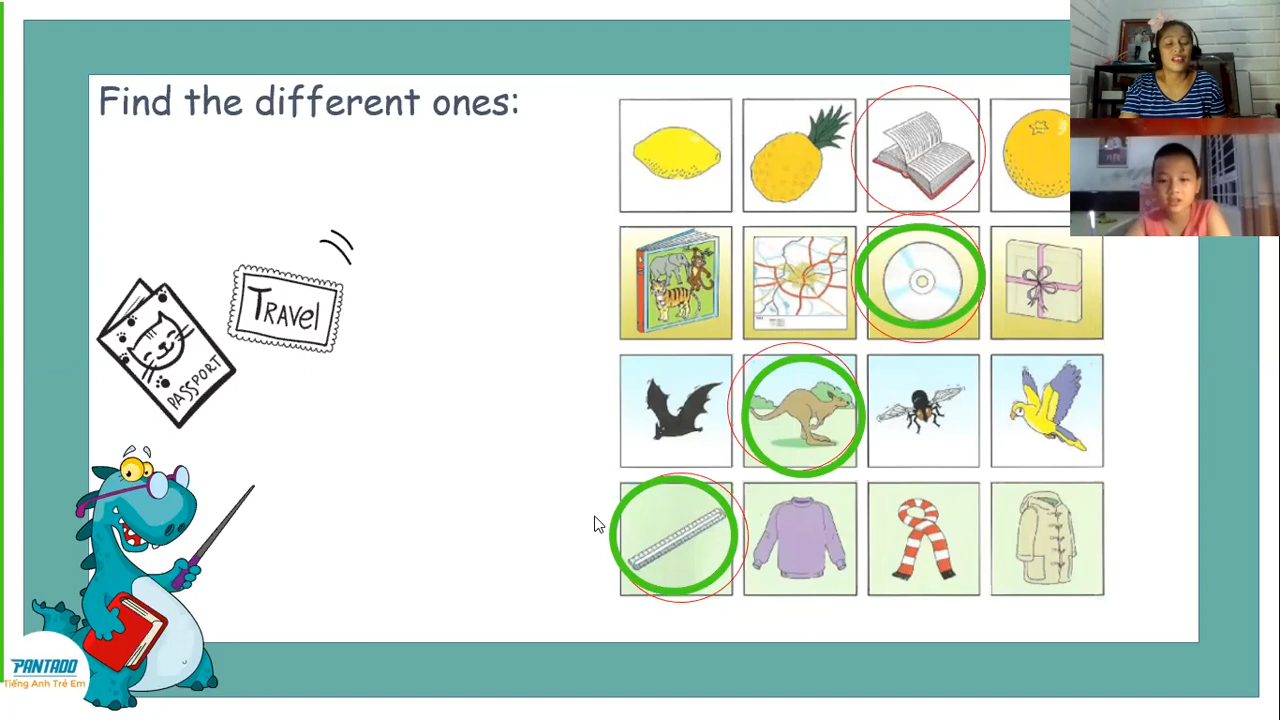 Find the different ones:
TRAVEL
PASSPORT
PANTADO
Tiếng Anh Trẻ Em